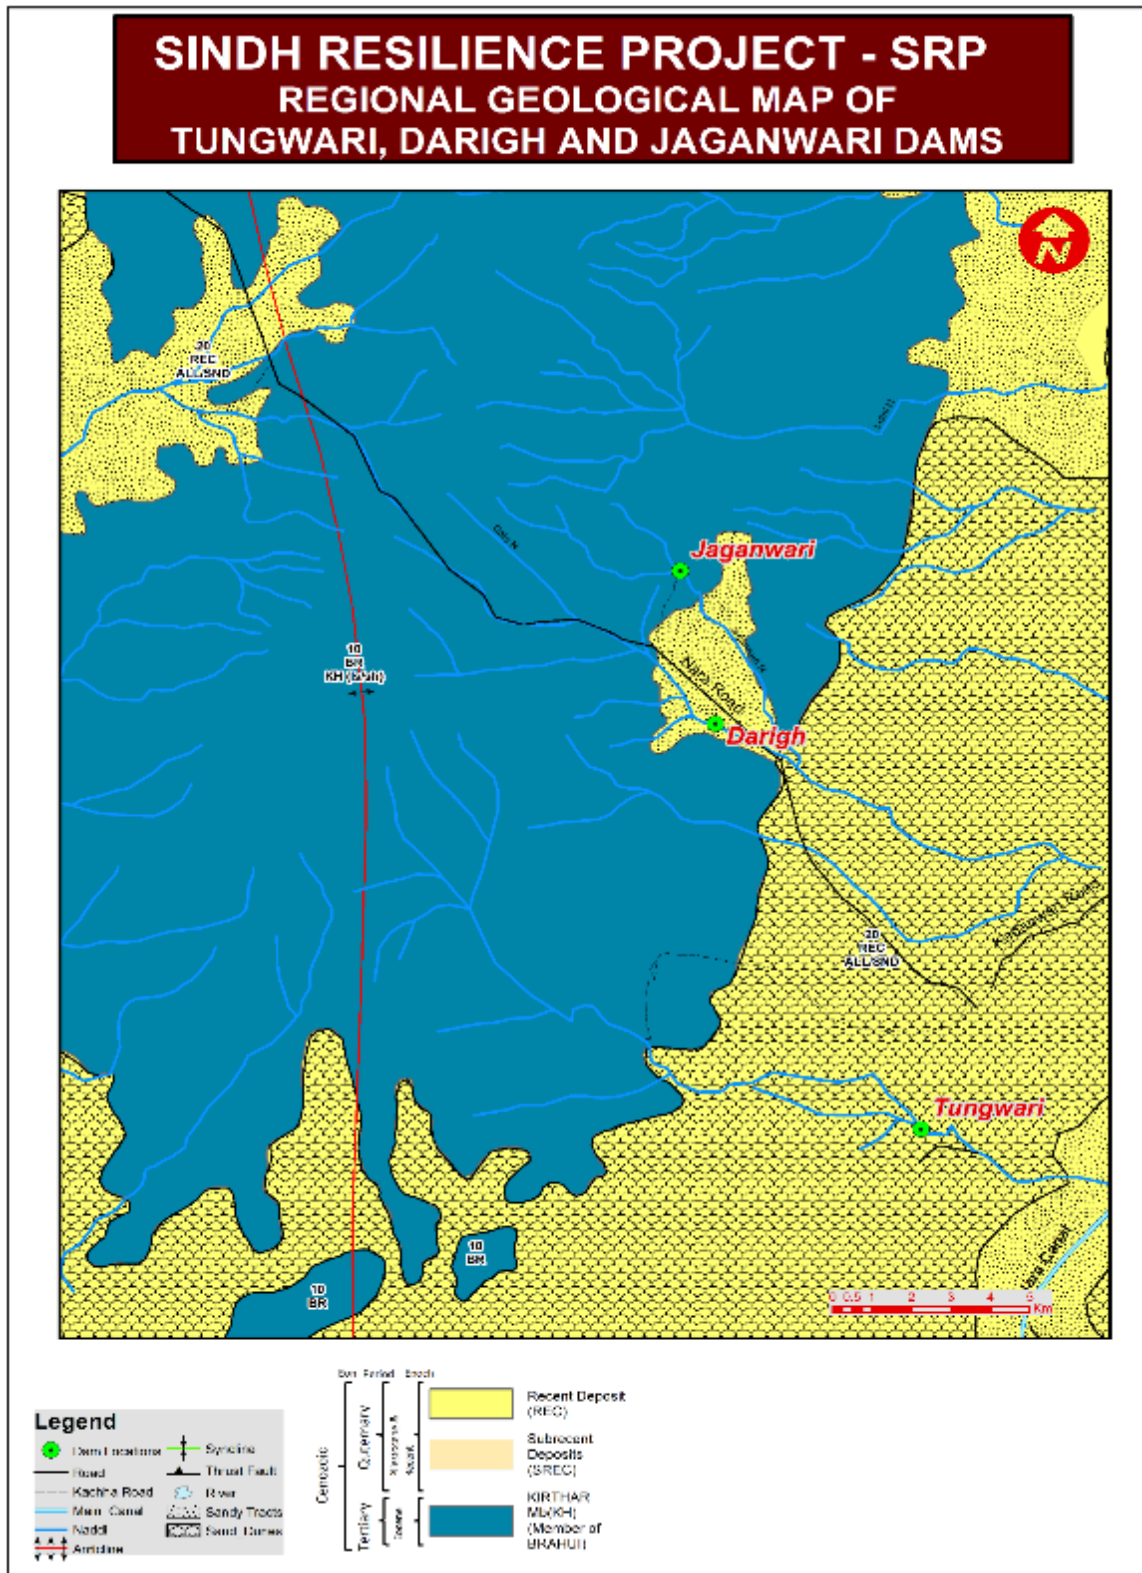 SINDH RESILIENCE PROJECT - SRP
REGIONAL GEOLOGICAL MAP OF
TUNGWARI, DARIGH AND JAGANWARI DAMS
N
20
REC
ALL/SND
Jaganwari
10
BR
Nara Road
Darigh
20
REC
ALL/SND
Tungwari
10
BR
10
BR
Canal
0 0.5 1 2 3 4
Km
Legend
Dam Locations
Road
Kachha Road
Main Canal
Naddi
Anticline
Syncline
Thrust Fault
River
Sandy Tracts
Sand Dunes
Period Epoch
Cenozoic
Tertiary
Recent Deposit
(REC)
Subrecent
Deposits
(SREC)
KIRTHAR
Mb(KH)
(Member of
BRAHUI)